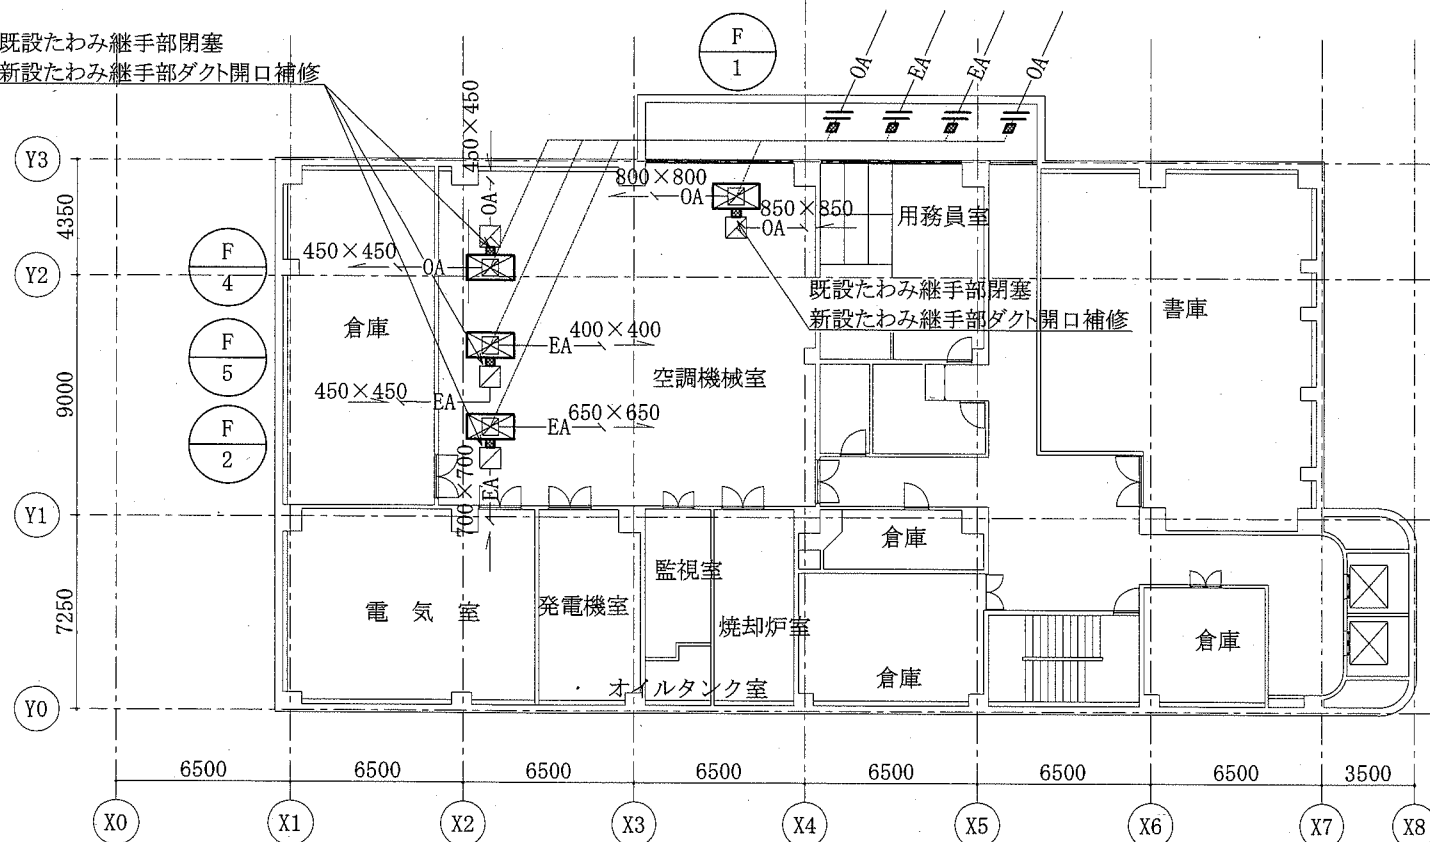 既設たわみ継手部閉塞
新設たわみ継手部ダクト開口補修
F
1
OA
EA
EA
OA
450×450
OA
Y3
800×800
OA
850×850
OA
用務員室
4350
F
4
450×450
OA
Y2
既設たわみ継手部閉塞
新設たわみ継手部ダクト開口補修
書庫
倉庫
F
5
EA
400×400
9000
空調機械室
450×450
EA
F
2
EA
650×650
700×700
EA
Y1
倉庫
監視室
7250
電気室
発電機室
焼却炉室
倉庫
オイルタンク室
倉庫
Y0
6500
6500
6500
6500
6500
6500
6500
3500
X0
X1
X2
X3
X4
X5
X6
X7
X8